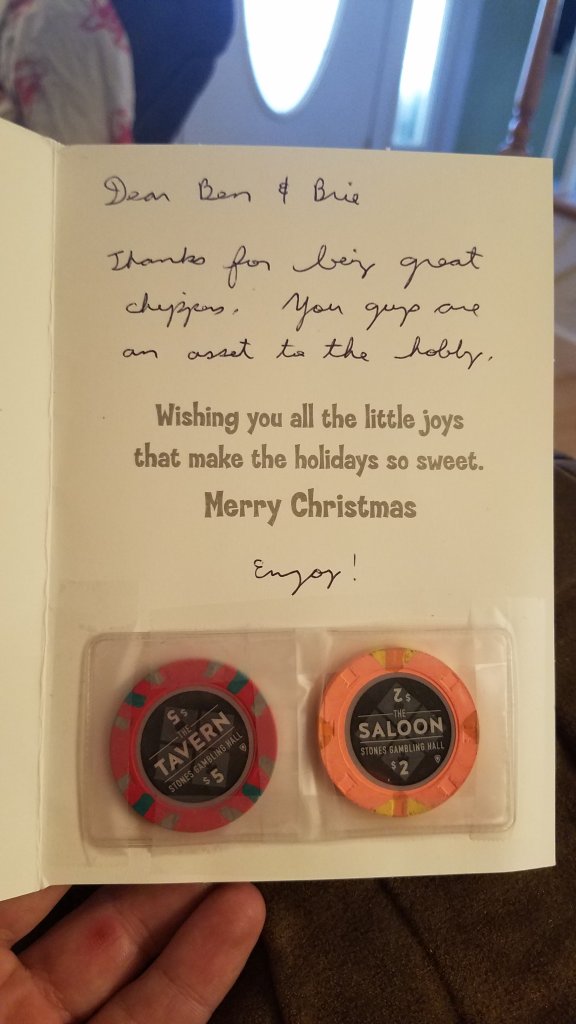 Dear Ben & Brie
Thanks for being great
chippers. You guys are
an asset to the hobby.
Wishing you all the little joys
that make the holidays so sweet.
Merry Christmas
Enjoy!
$5
THE
TAVERN
STONES GAMBLING HALL
$5
$2
THE
SALOON
STONES GAMBLING HALL
$2